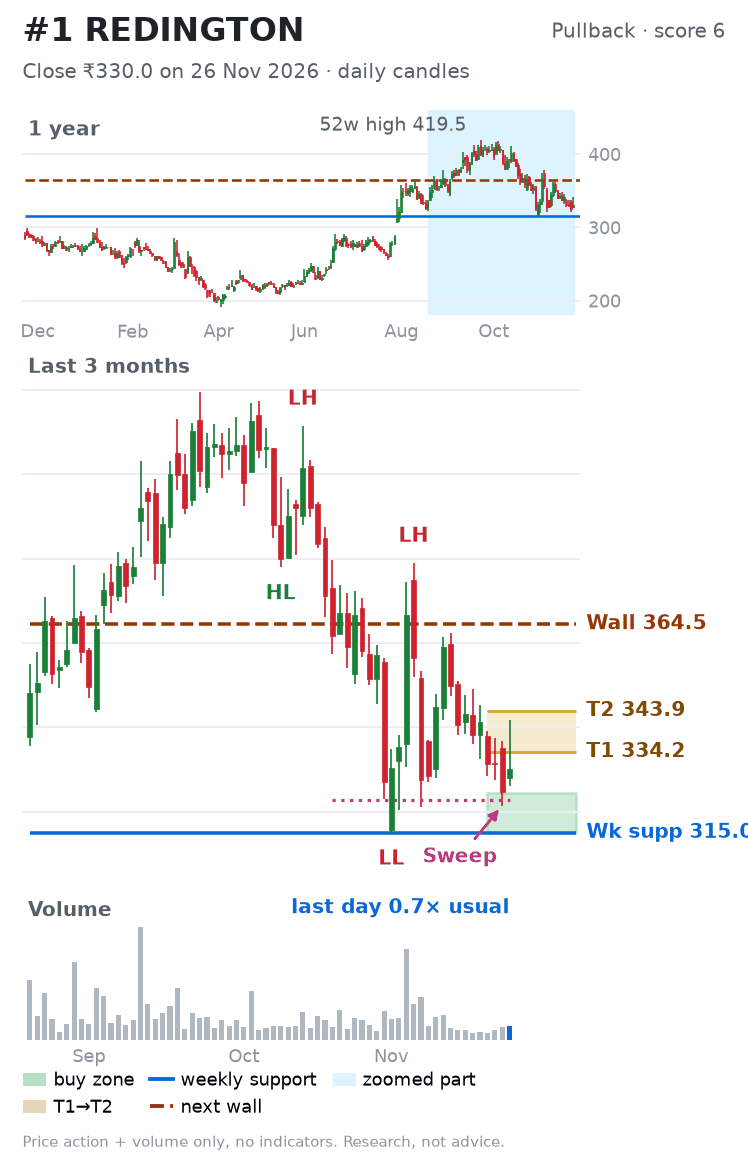 #1 REDINGTON
Pullback · score 6
Close ₹330.0 on 26 Nov 2026 · daily candles
1 year
52w high 419.5
400
300
200
Dec Feb Apr Jun Aug Oct
Last 3 months
LH
LH
HL
Wall 364.5
T2 343.9
T1 334.2
Wk supp 315.0
LL
Sweep
Volume
last day 0.7× usual
Sep Oct Nov
buy zone weekly support zoomed part
T1→T2 next wall
Price action + volume only, no indicators. Research, not advice.